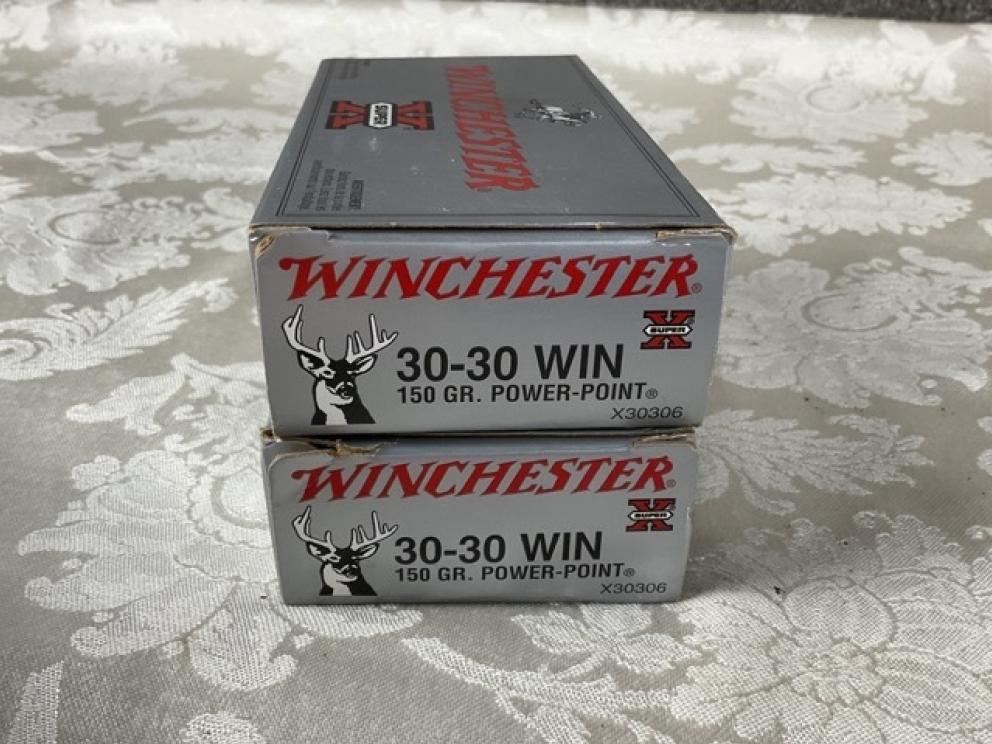 WINCHESTER
SUPER X
WINCHESTER®
X SUPER ®
30-30 WIN
150 GR. POWER-POINT®
X30306
WINCHESTER®
X SUPER ®
30-30 WIN
150 GR. POWER-POINT®
X30306